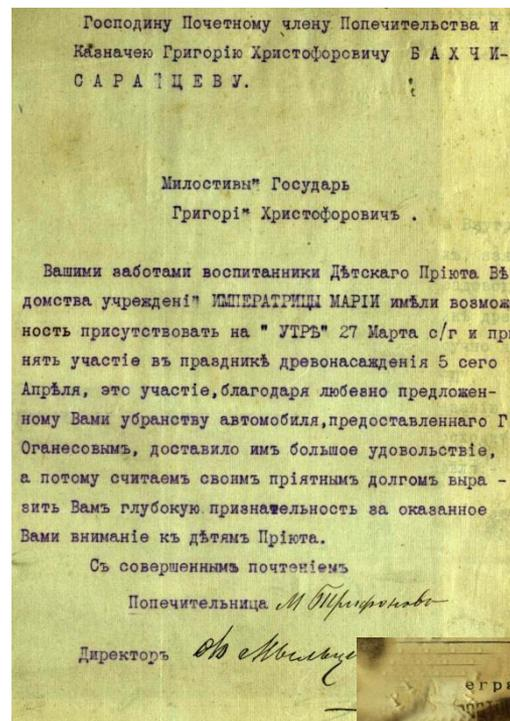 Господину Почетному члену Попечительства и
Казначею Григорію Христофоровичу Б А Х Ч И-
С А Р А Й Ц Е В У.
Милостивы" Государь
Григорі" Христофоровичъ .
Вашими заботами воспитанники Дѣтскаго Пріюта Вѣ
домства учреждені" ИМПЕРАТРИЦЫ МАРІИ имѣли возмож
ность присутствовать на " УТРѢ" 27 Марта с/г и при
нять участіе въ праздникѣ древонасажденія 5 сего
Апрѣля, это участіе,благодаря любезно предложен-
ному Вами убранству автомобиля,предоставленнаго Г
Оганесовымъ, доставило имъ большое удовольствіе,
а потому считаемъ своимъ пріятнымъ долгомъ выра -
зить Вамъ глубокую признательность за оказанное
Вами вниманіе къ дѣтямъ Пріюта.
Съ совершеннымъ почтеніемъ
Попечительница М Трифонова
Директоръ